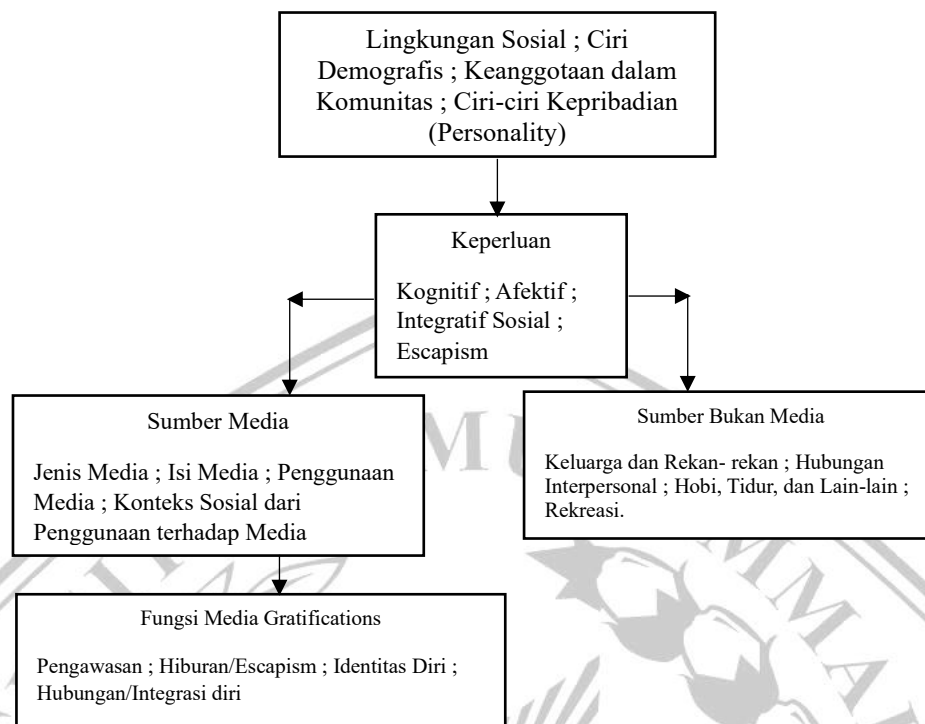 Lingkungan Sosial ; Ciri
Demografis ; Keanggotaan dalam
Komunitas ; Ciri-ciri Kepribadian
(Personality)
Keperluan
Kognitif ; Afektif ;
Integratif Sosial ;
Escapism
Sumber Media
Jenis Media ; Isi Media ; Penggunaan
Media ; Konteks Sosial dari
Penggunaan terhadap Media
Sumber Bukan Media
Keluarga dan Rekan- rekan ; Hubungan
Interpersonal ; Hobi, Tidur, dan Lain-lain ;
Rekreasi.
Fungsi Media Gratifications
Pengawasan ; Hiburan/Escapism ; Identitas Diri ;
Hubungan/Integrasi diri